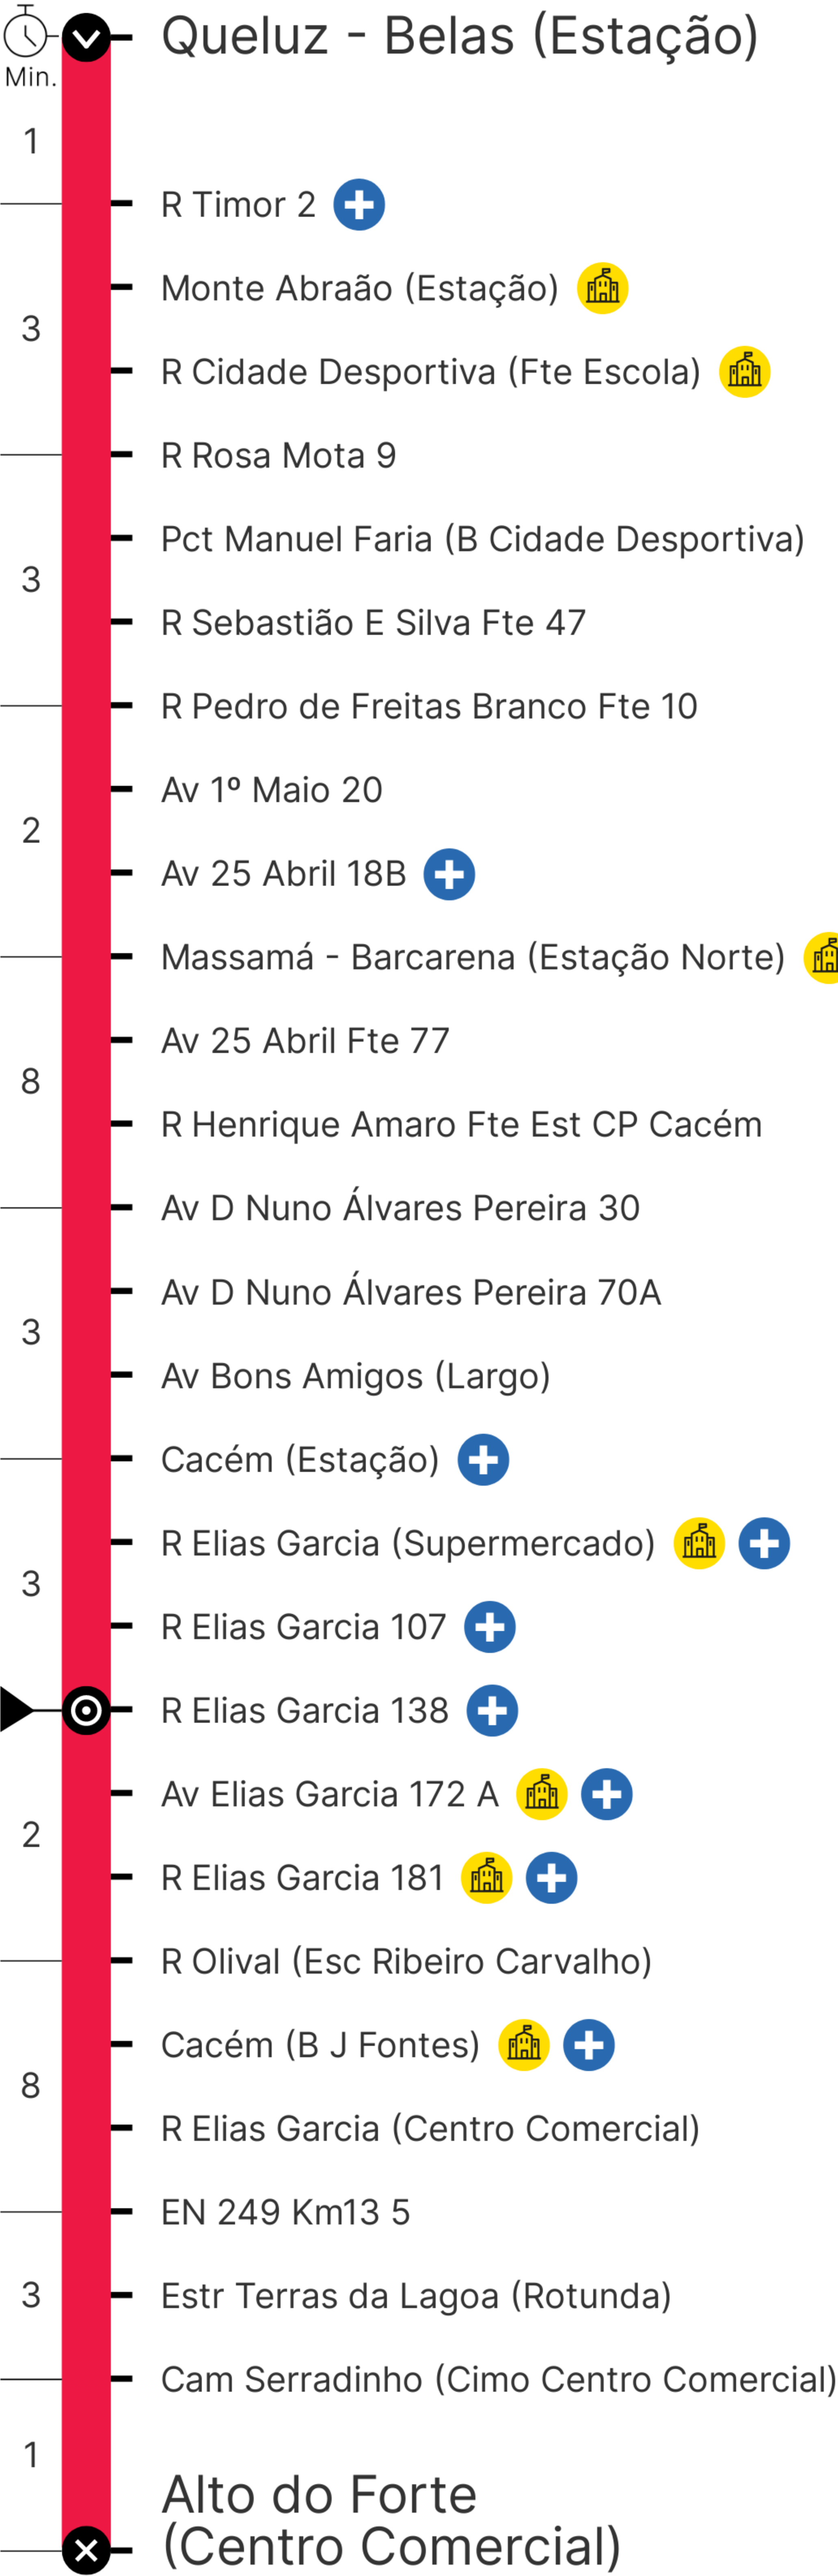 Queluz - Belas (Estação)
Min.
1
R Timor 2
Monte Abraão (Estação)
3
R Cidade Desportiva (Fte Escola)
R Rosa Mota 9
Pct Manuel Faria (B Cidade Desportiva)
3
R Sebastião E Silva Fte 47
R Pedro de Freitas Branco Fte 10
Av 1º Maio 20
2
Av 25 Abril 18B
Massamá - Barcarena (Estação Norte)
Av 25 Abril Fte 77
8
R Henrique Amaro Fte Est CP Cacém
Av D Nuno Álvares Pereira 30
Av D Nuno Álvares Pereira 70A
3
Av Bons Amigos (Largo)
Cacém (Estação)
R Elias Garcia (Supermercado)
3
R Elias Garcia 107
R Elias Garcia 138
Av Elias Garcia 172 A
2
R Elias Garcia 181
R Olival (Esc Ribeiro Carvalho)
Cacém (B J Fontes)
8
R Elias Garcia (Centro Comercial)
EN 249 Km13 5
3
Estr Terras da Lagoa (Rotunda)
Cam Serradinho (Cimo Centro Comercial)
1
Alto do Forte
(Centro Comercial)